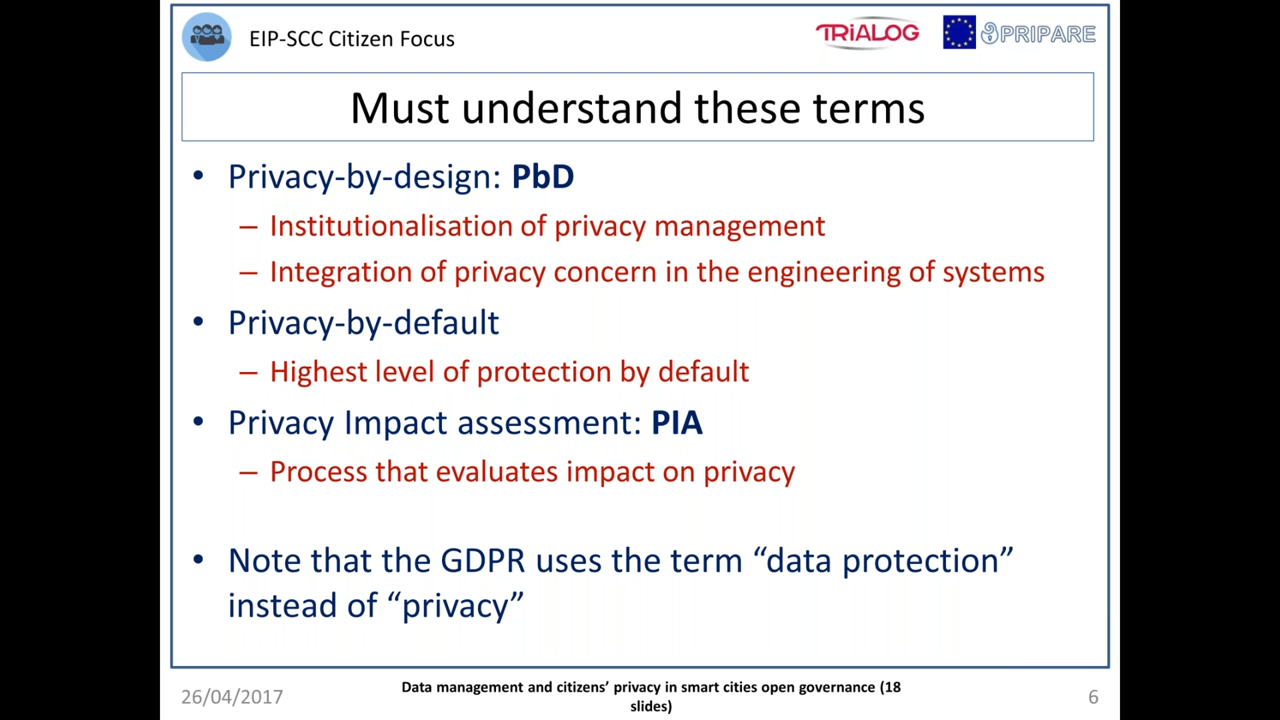 EIP-SCC Citizen Focus
TRiALOG
PRIPARE
Must understand these terms
• Privacy-by-design: PbD
– Institutionalisation of privacy management
– Integration of privacy concern in the engineering of systems
• Privacy-by-default
– Highest level of protection by default
• Privacy Impact assessment: PIA
– Process that evaluates impact on privacy
• Note that the GDPR uses the term “data protection”
instead of “privacy”
26/04/2017
Data management and citizens’ privacy in smart cities open governance (18
slides)
6